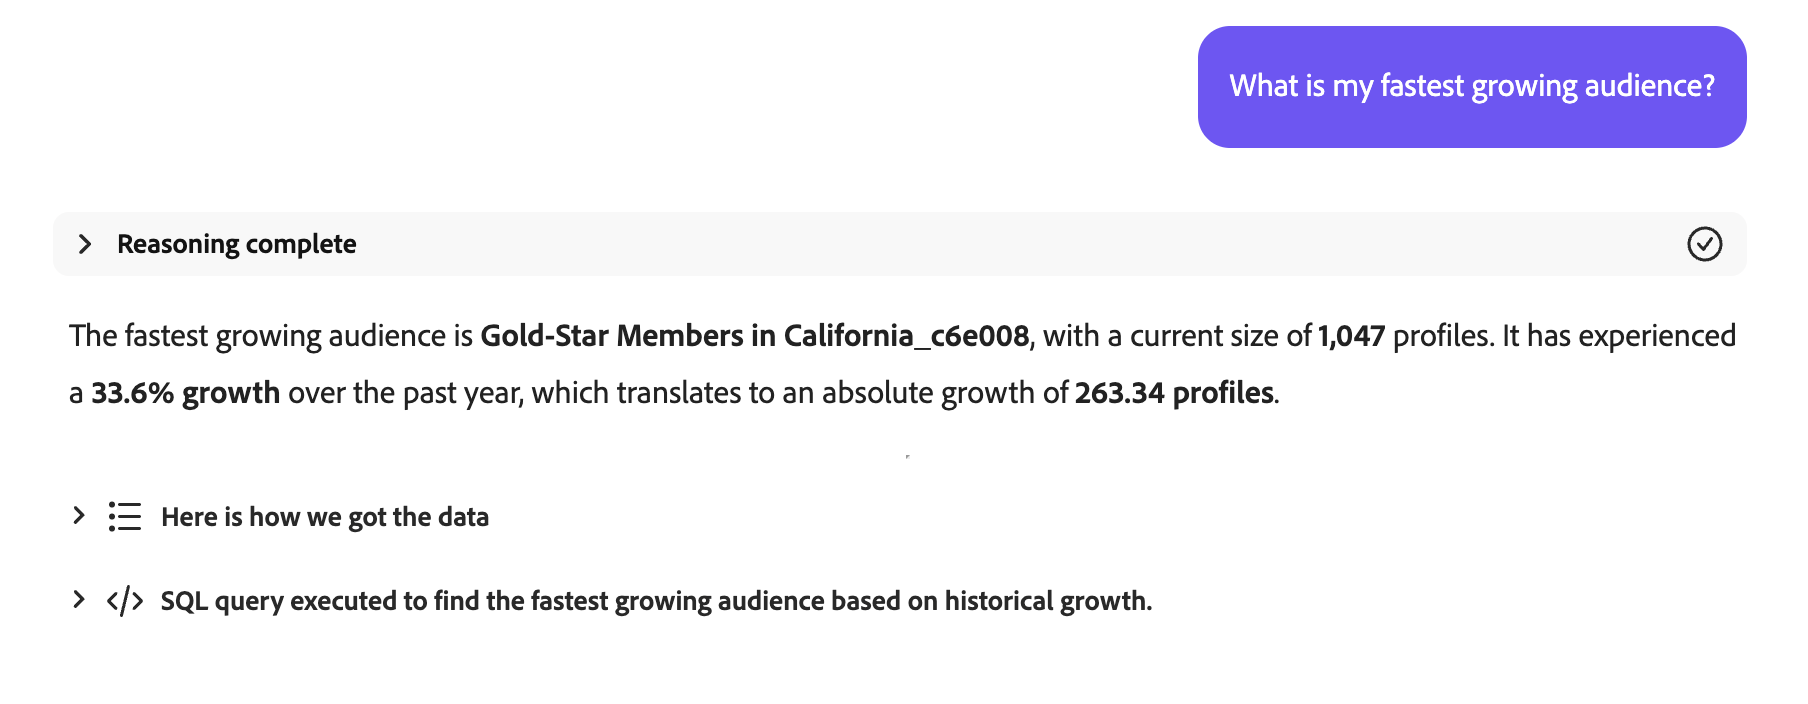 What is my fastest growing audience?
Reasoning complete
The fastest growing audience is Gold-Star Members in California_c6e008, with a current size of 1,047 profiles. It has experienced
a 33.6% growth over the past year, which translates to an absolute growth of 263.34 profiles.
Here is how we got the data
SQL query executed to find the fastest growing audience based on historical growth.